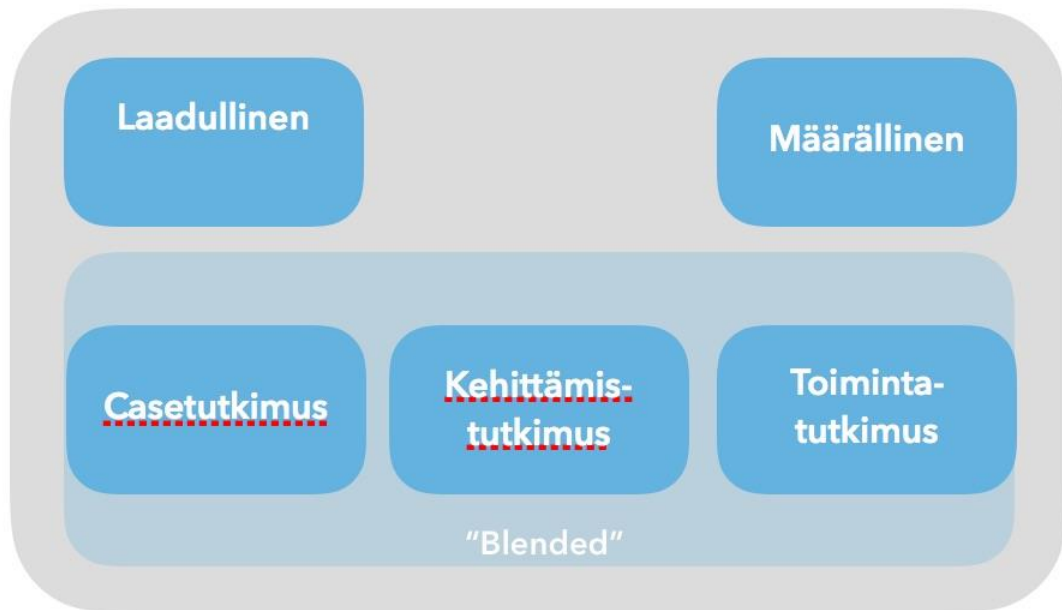 Laadullinen
Määrällinen
Casetutkimus
Kehittämis-
tutkimus
Toiminta-
tutkimus
”Blended”